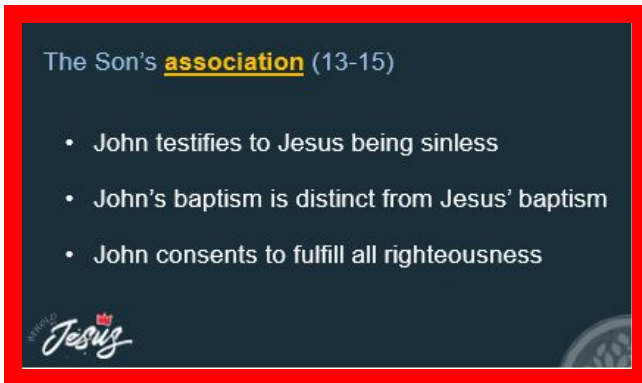 The Son's association (13-15)
• John testifies to Jesus being sinless
• John's baptism is distinct from Jesus' baptism
• John consents to fulfill all righteousness
BEHOLD
Jesus